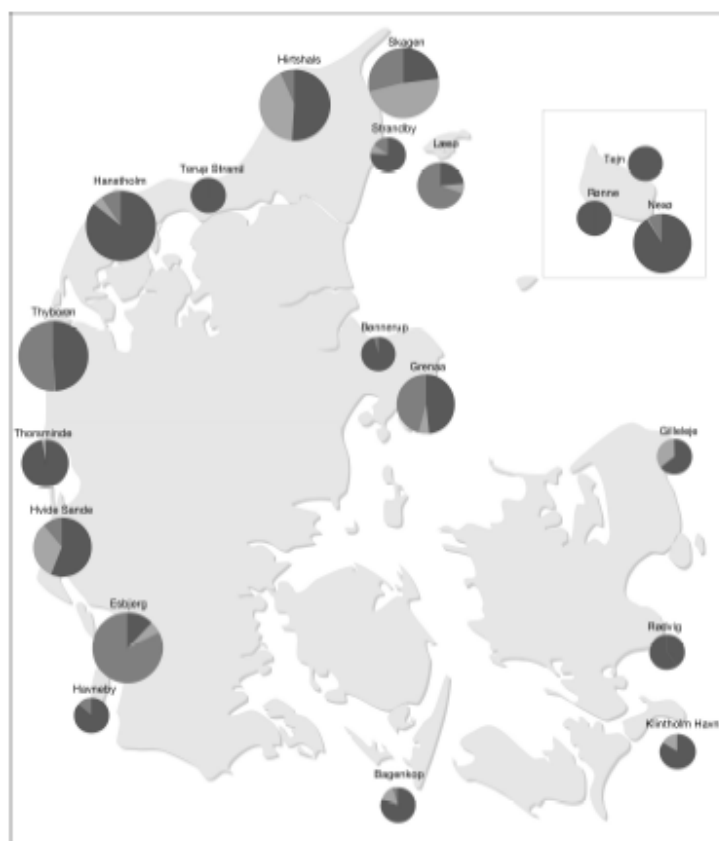 Skagen
Hirtshals
Strandby
Læsø
Torup Strand
Hanstholm
Tejn
Rønne
Nexø
Thyborøn
Bønnerup
Grenaa
Thorsminde
Gilleleje
Hvide Sande
Esbjerg
Rødvig
Havneby
Klintholm Havn
Bagenkop